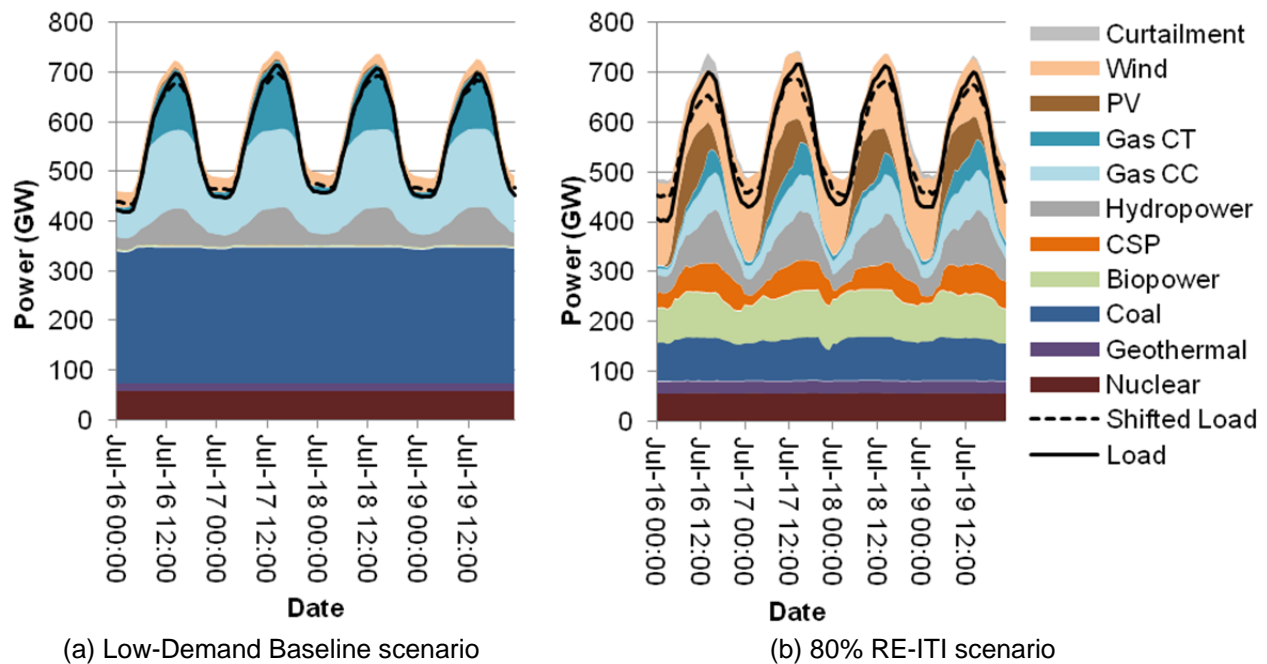 800
700
600
500
400
300
200
100
0
Power (GW)
Jul-16 00:00
Jul-16 12:00
Jul-17 00:00
Jul-17 12:00
Jul-18 00:00
Jul-18 12:00
Jul-19 00:00
Jul-19 12:00
Date
(a) Low-Demand Baseline scenario
800
700
600
500
400
300
200
100
0
Power (GW)
Jul-16 00:00
Jul-16 12:00
Jul-17 00:00
Jul-17 12:00
Jul-18 00:00
Jul-18 12:00
Jul-19 00:00
Jul-19 12:00
Date
(b) 80% RE-ITI scenario
Curtailment
Wind
PV
Gas CT
Gas CC
Hydropower
CSP
Biopower
Coal
Geothermal
Nuclear
Shifted Load
Load